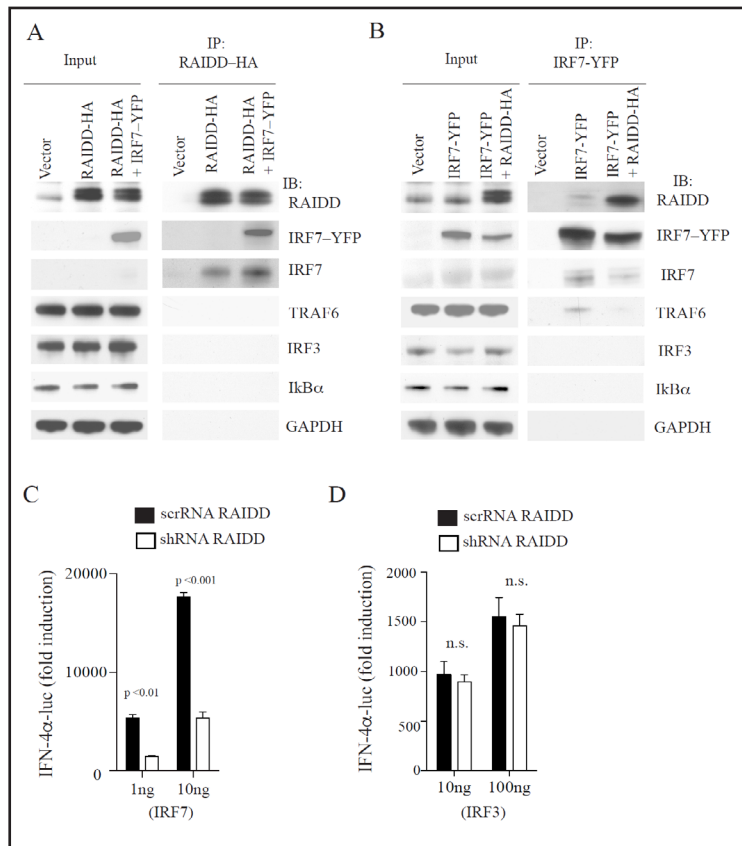 A
Input
IP:
RAIDD–HA
Vector
RAIDD-HA
RAIDD-HA
+ IRF7–YFP
Vector
RAIDD-HA
RAIDD-HA
+ IRF7–YFP
IB:
RAIDD
IRF7–YFP
IRF7
TRAF6
IRF3
IkBα
GAPDH
B
Input
IP:
IRF7-YFP
Vector
IRF7-YFP
IRF7-YFP
+ RAIDD-HA
Vector
IRF7-YFP
IRF7-YFP
+ RAIDD-HA
IB:
RAIDD
IRF7–YFP
IRF7
TRAF6
IRF3
IkBα
GAPDH
C
scrRNA RAIDD
shRNA RAIDD
IFN-4α-luc (fold induction)
20000
10000
0
p <0.01
p <0.001
1ng
10ng
(IRF7)
D
scrRNA RAIDD
shRNA RAIDD
IFN-4α-luc (fold induction)
2000
1500
1000
500
0
n.s.
n.s.
10ng
100ng
(IRF3)